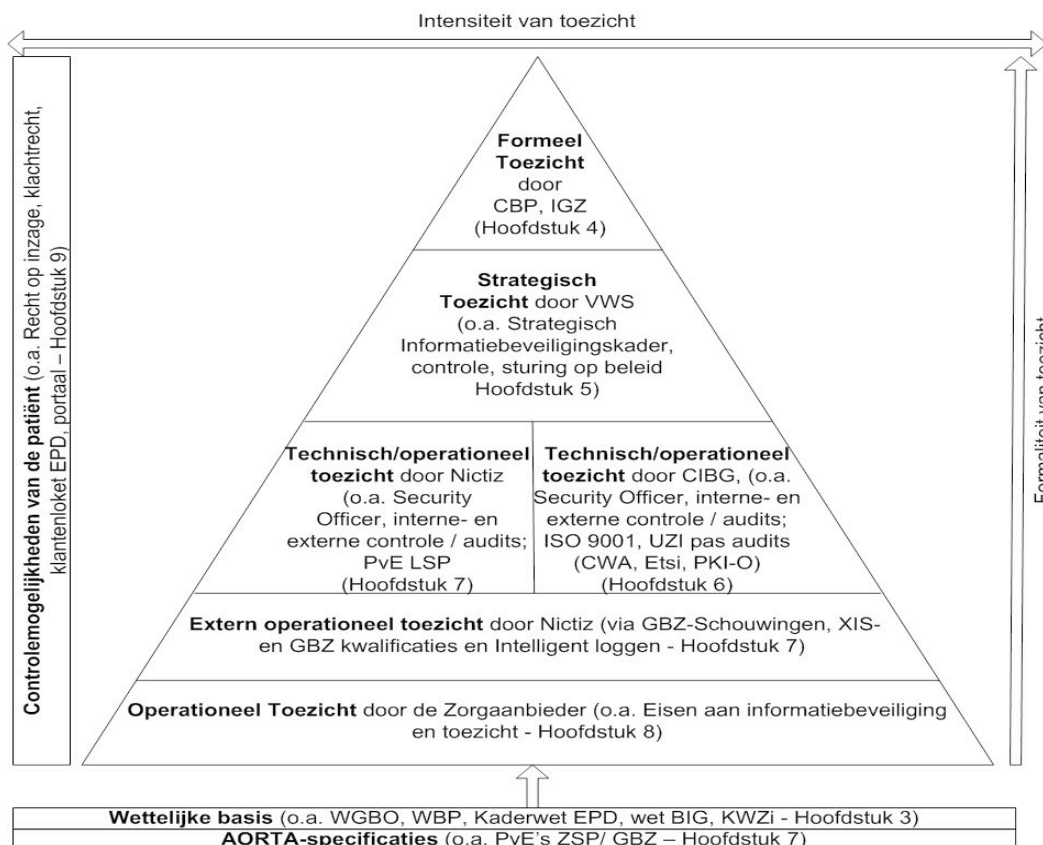 Intensiteit van toezicht
Controlemogelijkheden van de patiënt (o.a. Recht op inzage, klachtrecht,
klantenloket EPD, portaal – Hoofdstuk 9)
Formeel
Toezicht
door
CBP, IGZ
(Hoofdstuk 4)
Strategisch
Toezicht door VWS
(o.a. Strategisch
Informatiebeveiligingskader,
controle, sturing op beleid
Hoofdstuk 5)
Technisch/operationeel
toezicht door Nictiz
(o.a. Security
Officer, interne- en
externe controle / audits;
PvE LSP
(Hoofdstuk 7)
Technisch/operationeel
toezicht door CIBG, (o.a.
Security Officer, interne- en
externe controle / audits;
ISO 9001, UZI pas audits
(CWA, Etsi, PKI-O)
(Hoofdstuk 6)
Extern operationeel toezicht door Nictiz (via GBZ-Schouwingen, XIS-
en GBZ kwalificaties en Intelligent loggen - Hoofdstuk 7)
Operationeel Toezicht door de Zorgaanbieder (o.a. Eisen aan informatiebeveiliging
en toezicht - Hoofdstuk 8)
Formaliteit van toezicht
Wettelijke basis (o.a. WGBO, WBP, Kaderwet EPD, wet BIG, KWZi - Hoofdstuk 3)
AORTA-specificaties (o.a. PvE's ZSP/ GBZ – Hoofdstuk 7)